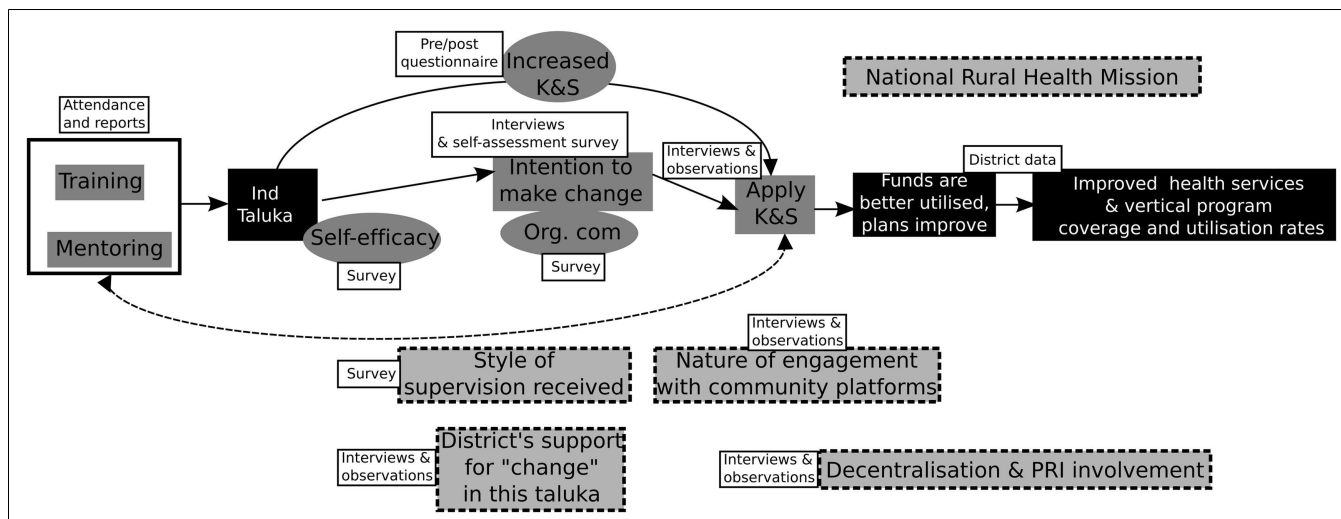 Pre/post
questionnaire
Increased
K&S
National Rural Health Mission
Attendance
and reports
Interviews
& self-assessment survey
Interviews &
observations
District data
Training
Mentoring
Ind
Taluka
Intention to
make change
Apply
K&S
Funds are
better utilised,
plans improve
Improved health services
& vertical program
coverage and utilisation rates
Self-efficacy
Org. com
Survey
Survey
Interviews &
observations
Survey
Style of
supervision received
Nature of engagement
with community platforms
Interviews &
observations
District's support
for "change"
in this taluka
Interviews &
observations
Decentralisation & PRI involvement